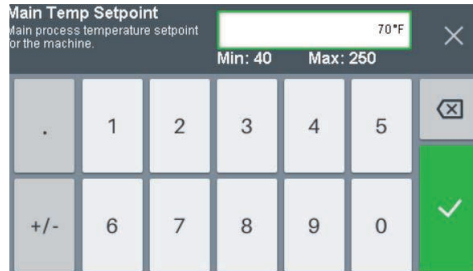 Main Temp Setpoint
Main process temperature setpoint
for the machine.
70°F
Min: 40 Max: 250
. 1 2 3 4 5
+/- 6 7 8 9 0